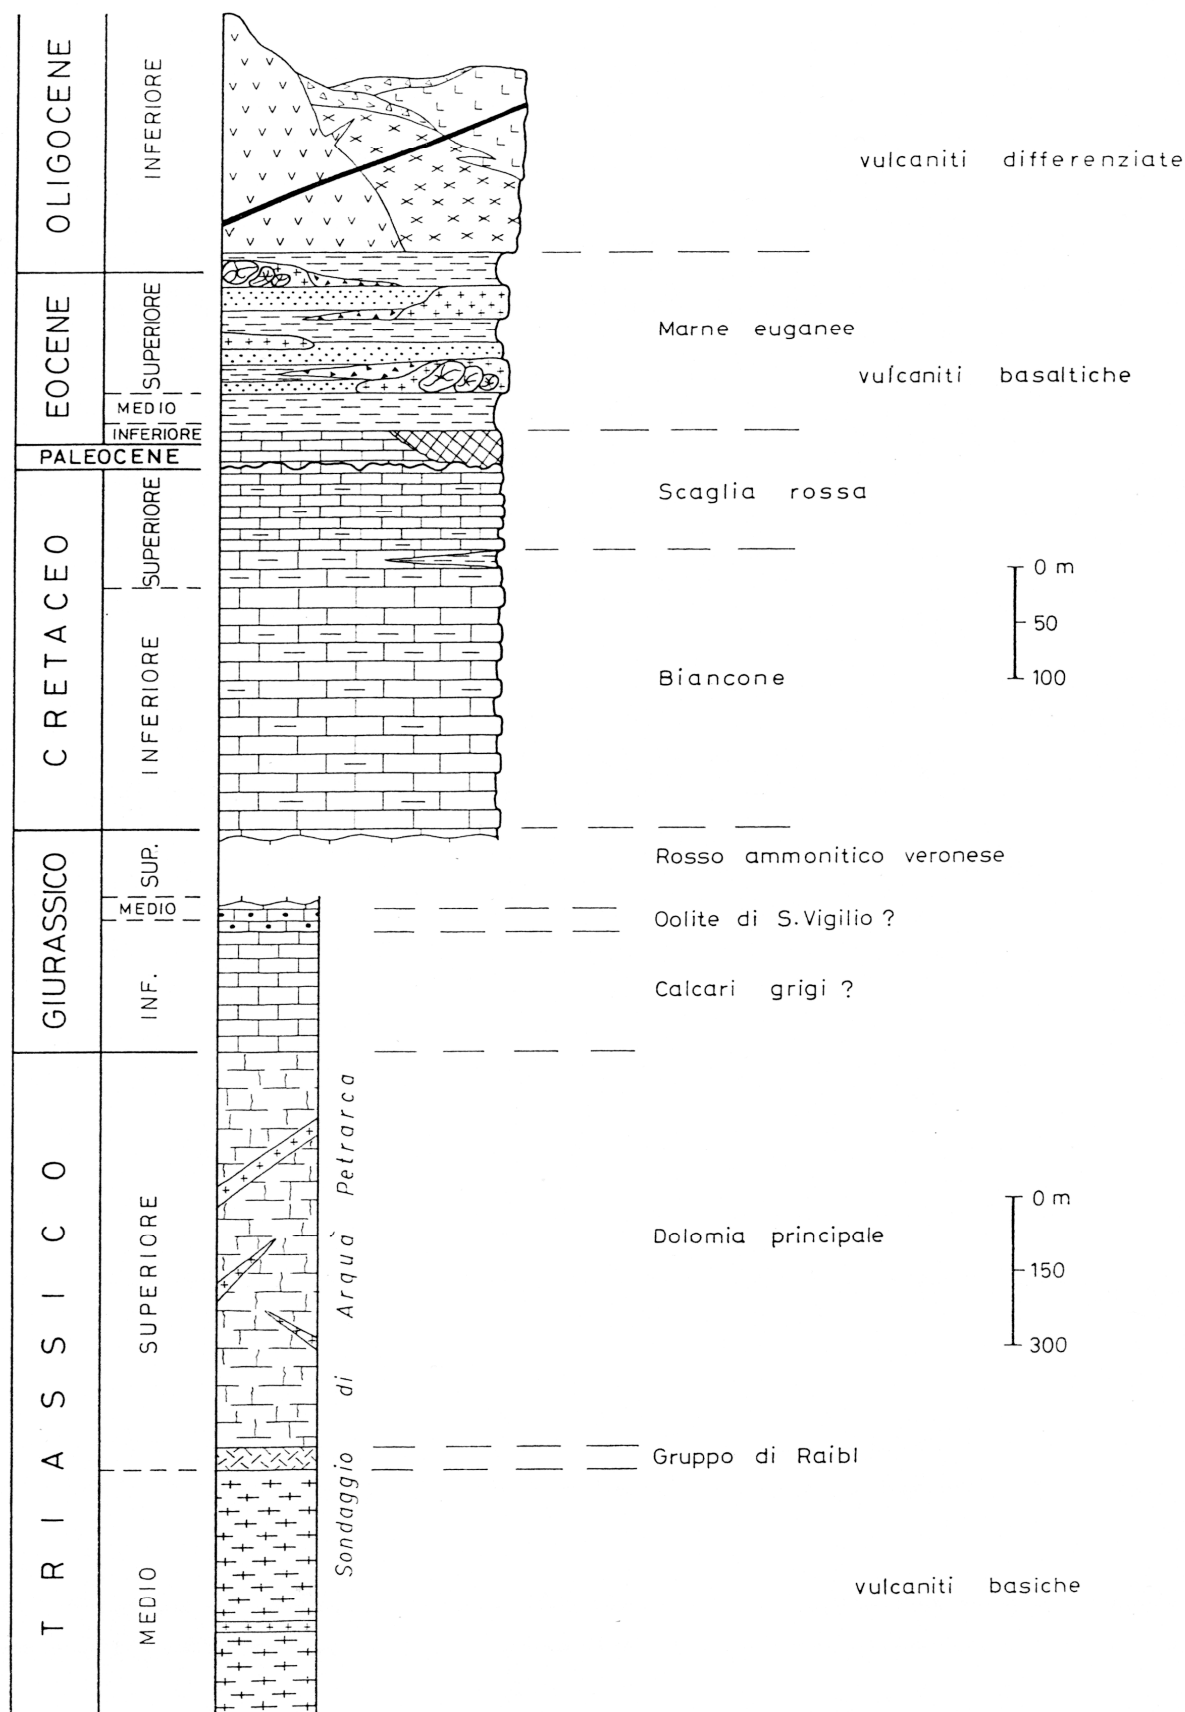 OLIGOCENE
INFERIORE
vulcaniti differenziate
EOCENE
SUPERIORE
MEDIO
INFERIORE
Marne euganee
vulcaniti basaltiche
PALEOCENE
CRETACEO
SUPERIORE
INFERIORE
Scaglia rossa
0 m
50
100
Biancone
GIURASSICO
SUP.
MEDIO
INF.
Rosso ammonitico veronese
Oolite di S. Vigilio ?
Calcari grigi ?
TRIASSICO
SUPERIORE
MEDIO
Sondaggio di Arquà Petrarca
Dolomia principale
0 m
150
300
Gruppo di Raibl
vulcaniti basiche